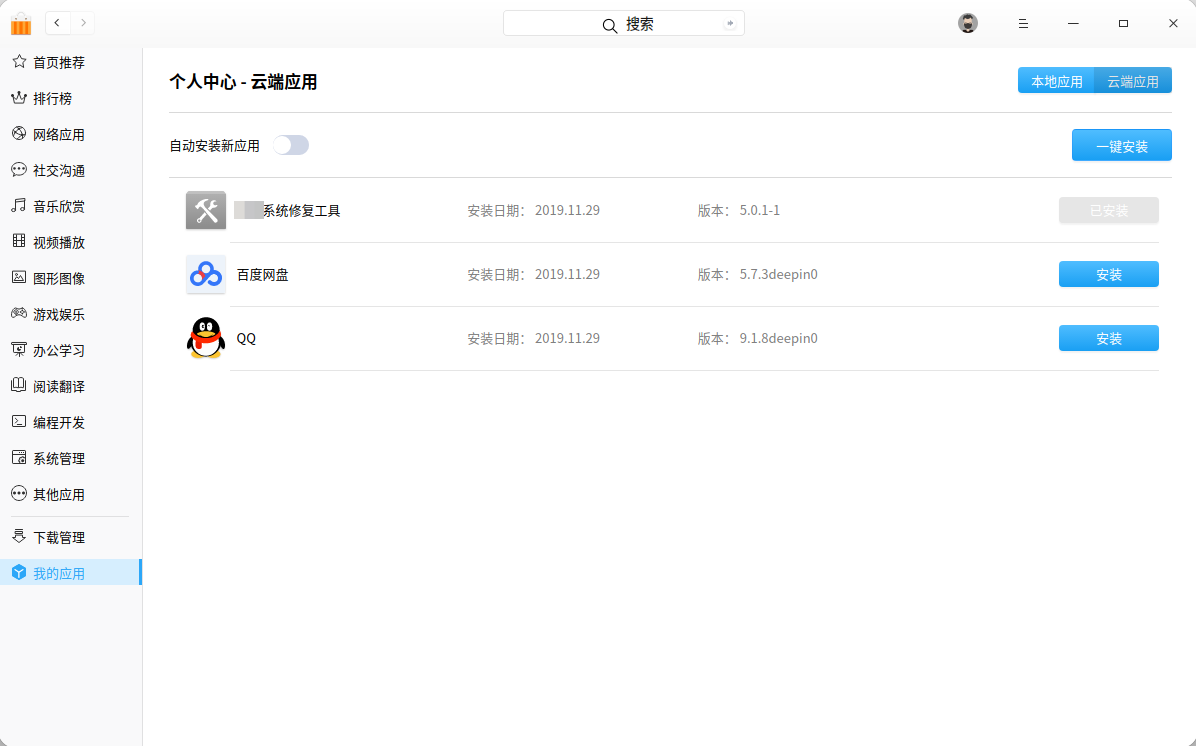 搜索
首页推荐
排行榜
网络应用
社交沟通
音乐欣赏
视频播放
图形图像
游戏娱乐
办公学习
阅读翻译
编程开发
系统管理
其他应用
下载管理
我的应用
个人中心 - 云端应用
本地应用 云端应用
自动安装新应用
一键安装
系统修复工具 安装日期： 2019.11.29 版本： 5.0.1-1 已安装
百度网盘 安装日期： 2019.11.29 版本： 5.7.3deepin0 安装
QQ 安装日期： 2019.11.29 版本： 9.1.8deepin0 安装